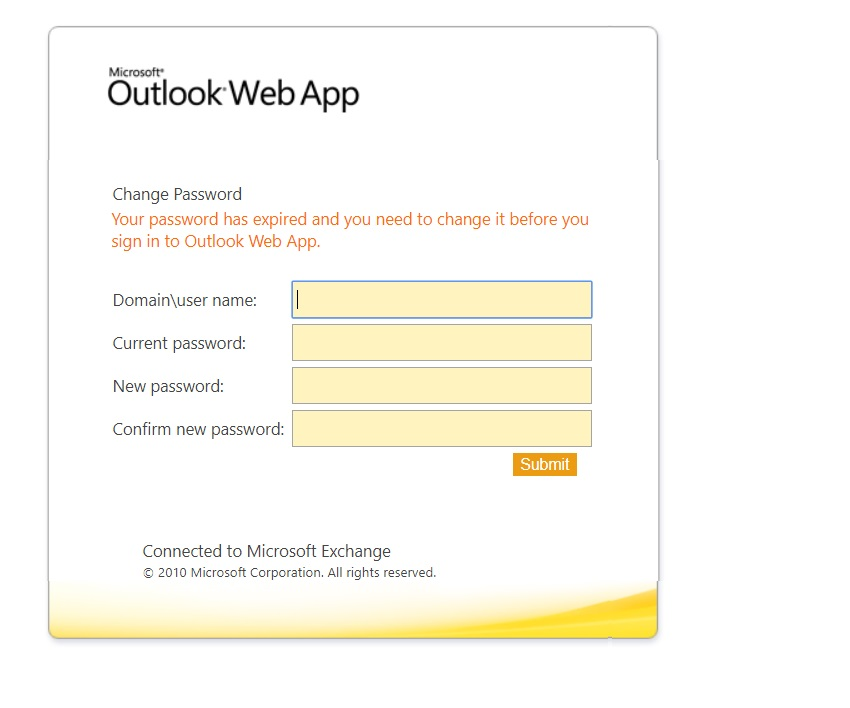 Microsoft®
Outlook® Web App
Change Password
Your password has expired and you need to change it before you
sign in to Outlook Web App.
Domain\user name:
Current password:
New password:
Confirm new password:
Submit
Connected to Microsoft Exchange
© 2010 Microsoft Corporation. All rights reserved.